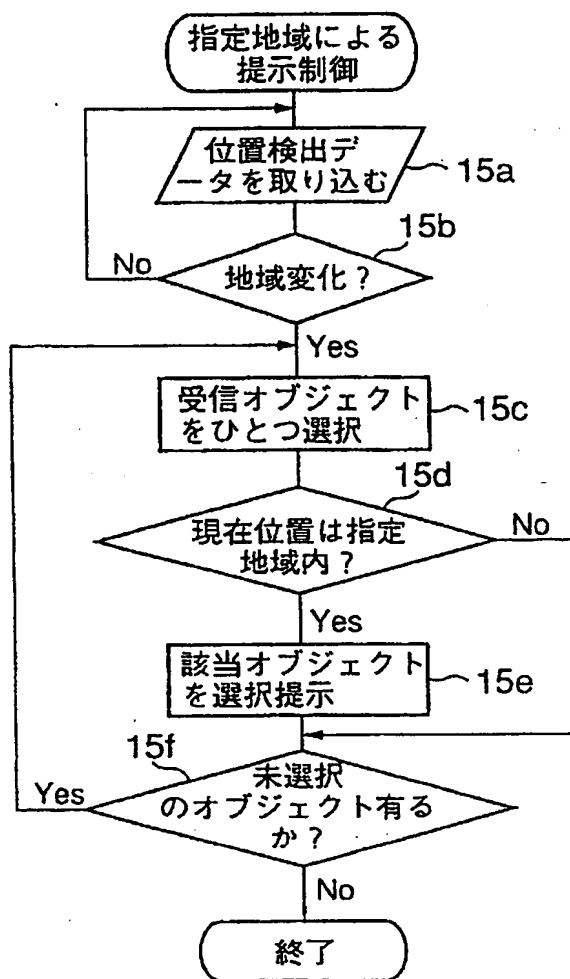 指定地域による
提示制御
位置検出デ
ータを取り込む
15a
15b
No
地域変化?
Yes
受信オブジェクト
をひとつ選択
15c
15d
現在位置は指定
地域内?
No
Yes
該当オブジェクト
を選択提示
15e
15f
未選択
のオブジェクト有る
か?
Yes
No
終了